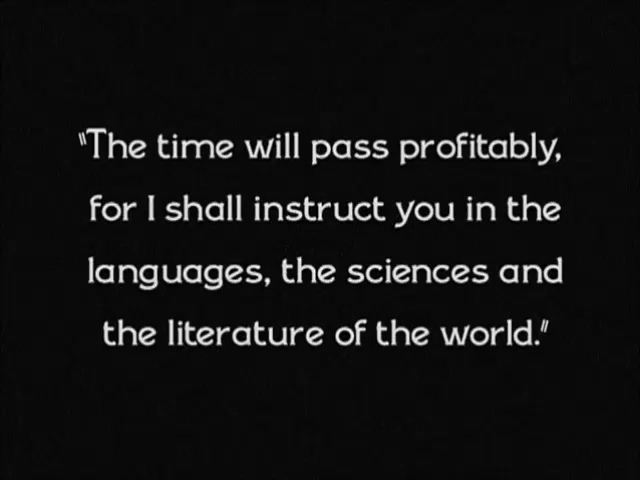 "The time will pass profitably,
for I shall instruct you in the
languages, the sciences and
the literature of the world."